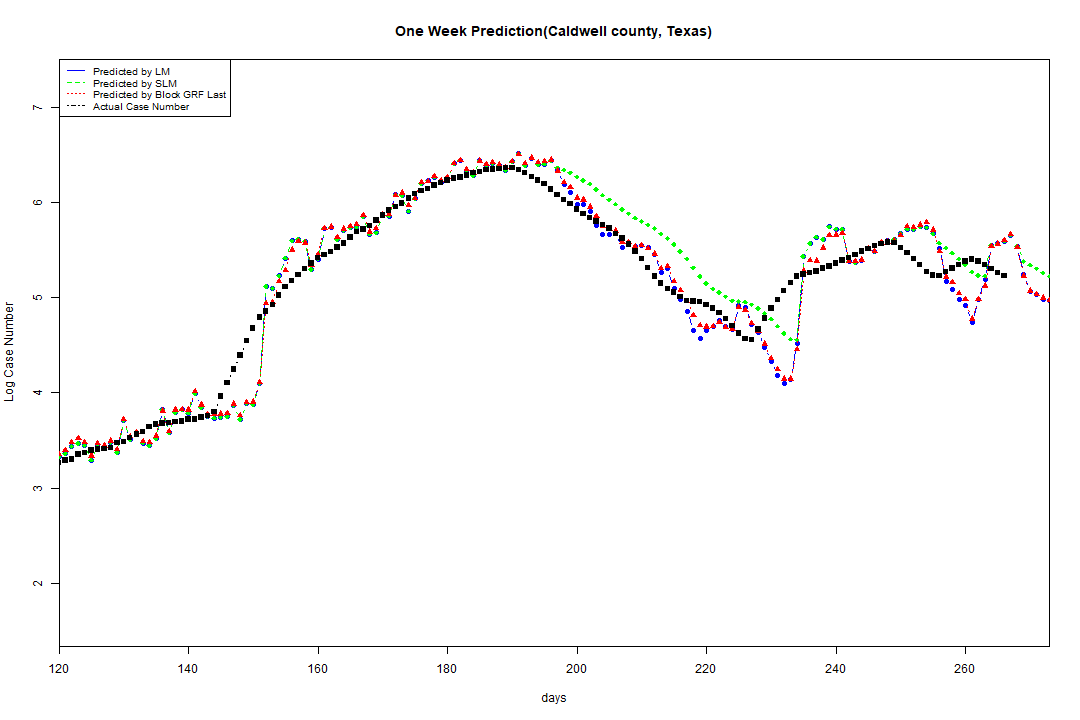 One Week Prediction(Caldwell county, Texas)
Predicted by LM
Predicted by SLM
Predicted by Block GRF Last
Actual Case Number
7
6
5
4
3
2
Log Case Number
120 140 160 180 200 220 240 260
days